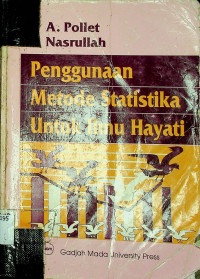 A. Pollet
Nasrullah
Penggunaan
Metode Statistika
Untuk Ilmu Hayati
Gadjah Mada University Press